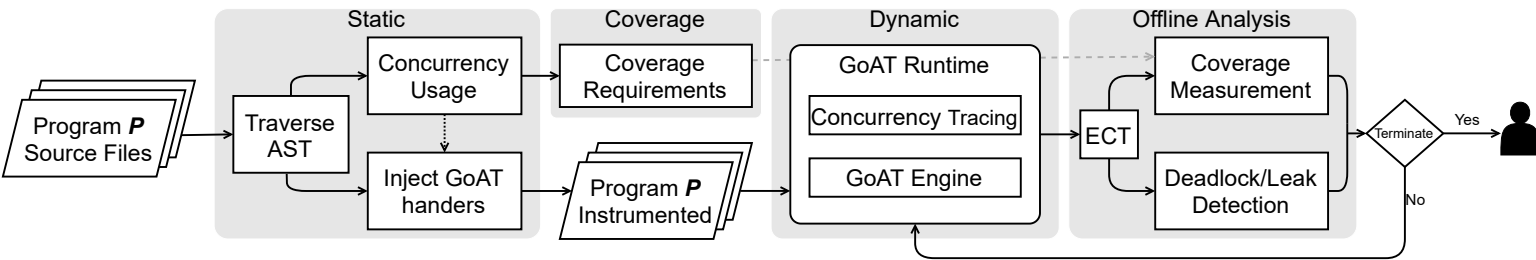 Static
Coverage
Dynamic
Offline Analysis
Program P
Source Files
Traverse
AST
Concurrency
Usage
Inject GoAT
handers
Coverage
Requirements
Program P
Instrumented
GoAT Runtime
Concurrency Tracing
GoAT Engine
ECT
Coverage
Measurement
Deadlock/Leak
Detection
Terminate
Yes
No